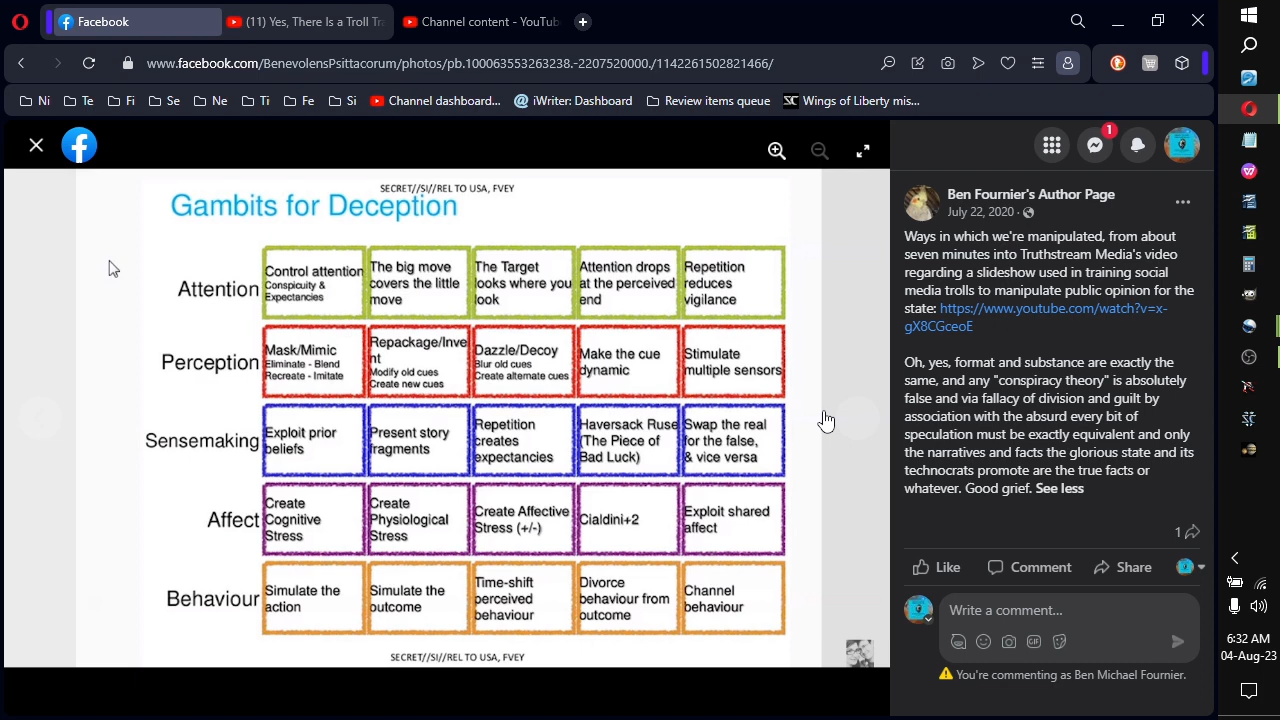 Facebook
(11) Yes, There Is a Troll Tra
Channel content - YouTub
www.facebook.com/BenevolensPsittacorum/photos/pb.100063553263238.-2207520000./1142261502821466/
Ni
Te
Fi
Se
Ne
Ti
Fe
Si
Channel dashboard...
iWriter: Dashboard
Review items queue
Wings of Liberty mis...
SECRET//SI//REL TO USA, FVEY
Gambits for Deception
Attention
Control attention
Conspicuity &
Expectancies
The big move
covers the little
move
The Target
looks where you
look
Attention drops
at the perceived
end
Repetition
reduces
vigilance
Perception
Mask/Mimic
Eliminate - Blend
Recreate - Imitate
Repackage/Inve
nt
Modify old cues
Create new cues
Dazzle/Decoy
Blur old cues
Create alternate cues
Make the cue
dynamic
Stimulate
multiple sensors
Sensemaking
Exploit prior
beliefs
Present story
fragments
Repetition
creates
expectancies
Haversack Ruse
(The Piece of
Bad Luck)
Swap the real
for the false,
& vice versa
Affect
Create
Cognitive
Stress
Create
Physiological
Stress
Create Affective
Stress (+/-)
Cialdini+2
Exploit shared
affect
Behaviour
Simulate the
action
Simulate the
outcome
Time-shift
perceived
behaviour
Divorce
behaviour from
outcome
Channel
behaviour
SECRET//SI//REL TO USA, FVEY
1
Ben Fournier's Author Page
July 22, 2020 ·
Ways in which we're manipulated, from about
seven minutes into Truthstream Media's video
regarding a slideshow used in training social
media trolls to manipulate public opinion for the
state: https://www.youtube.com/watch?v=x-
gX8CGceoE
Oh, yes, format and substance are exactly the
same, and any "conspiracy theory" is absolutely
false and via fallacy of division and guilt by
association with the absurd every bit of
speculation must be exactly equivalent and only
the narratives and facts the glorious state and its
technocrats promote are the true facts or
whatever. Good grief. See less
1
Like
Comment
Share
Write a comment...
GIF
You're commenting as Ben Michael Fournier.
6:32 AM
04-Aug-23